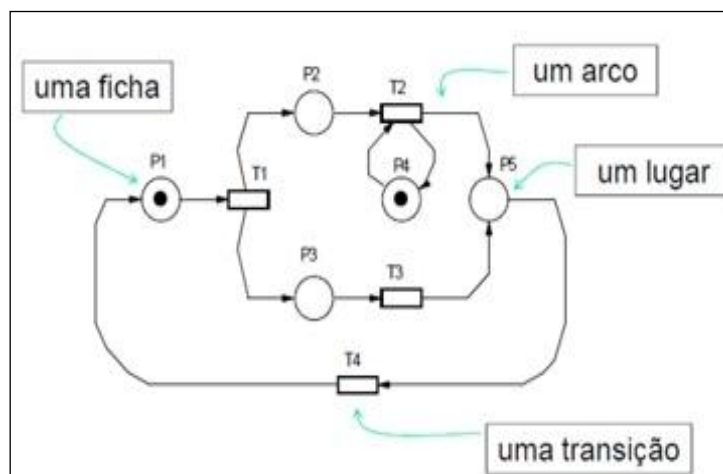 uma ficha
P2
T2
um arco
P1
T1
P4
P5
um lugar
P3
T3
T4
uma transição